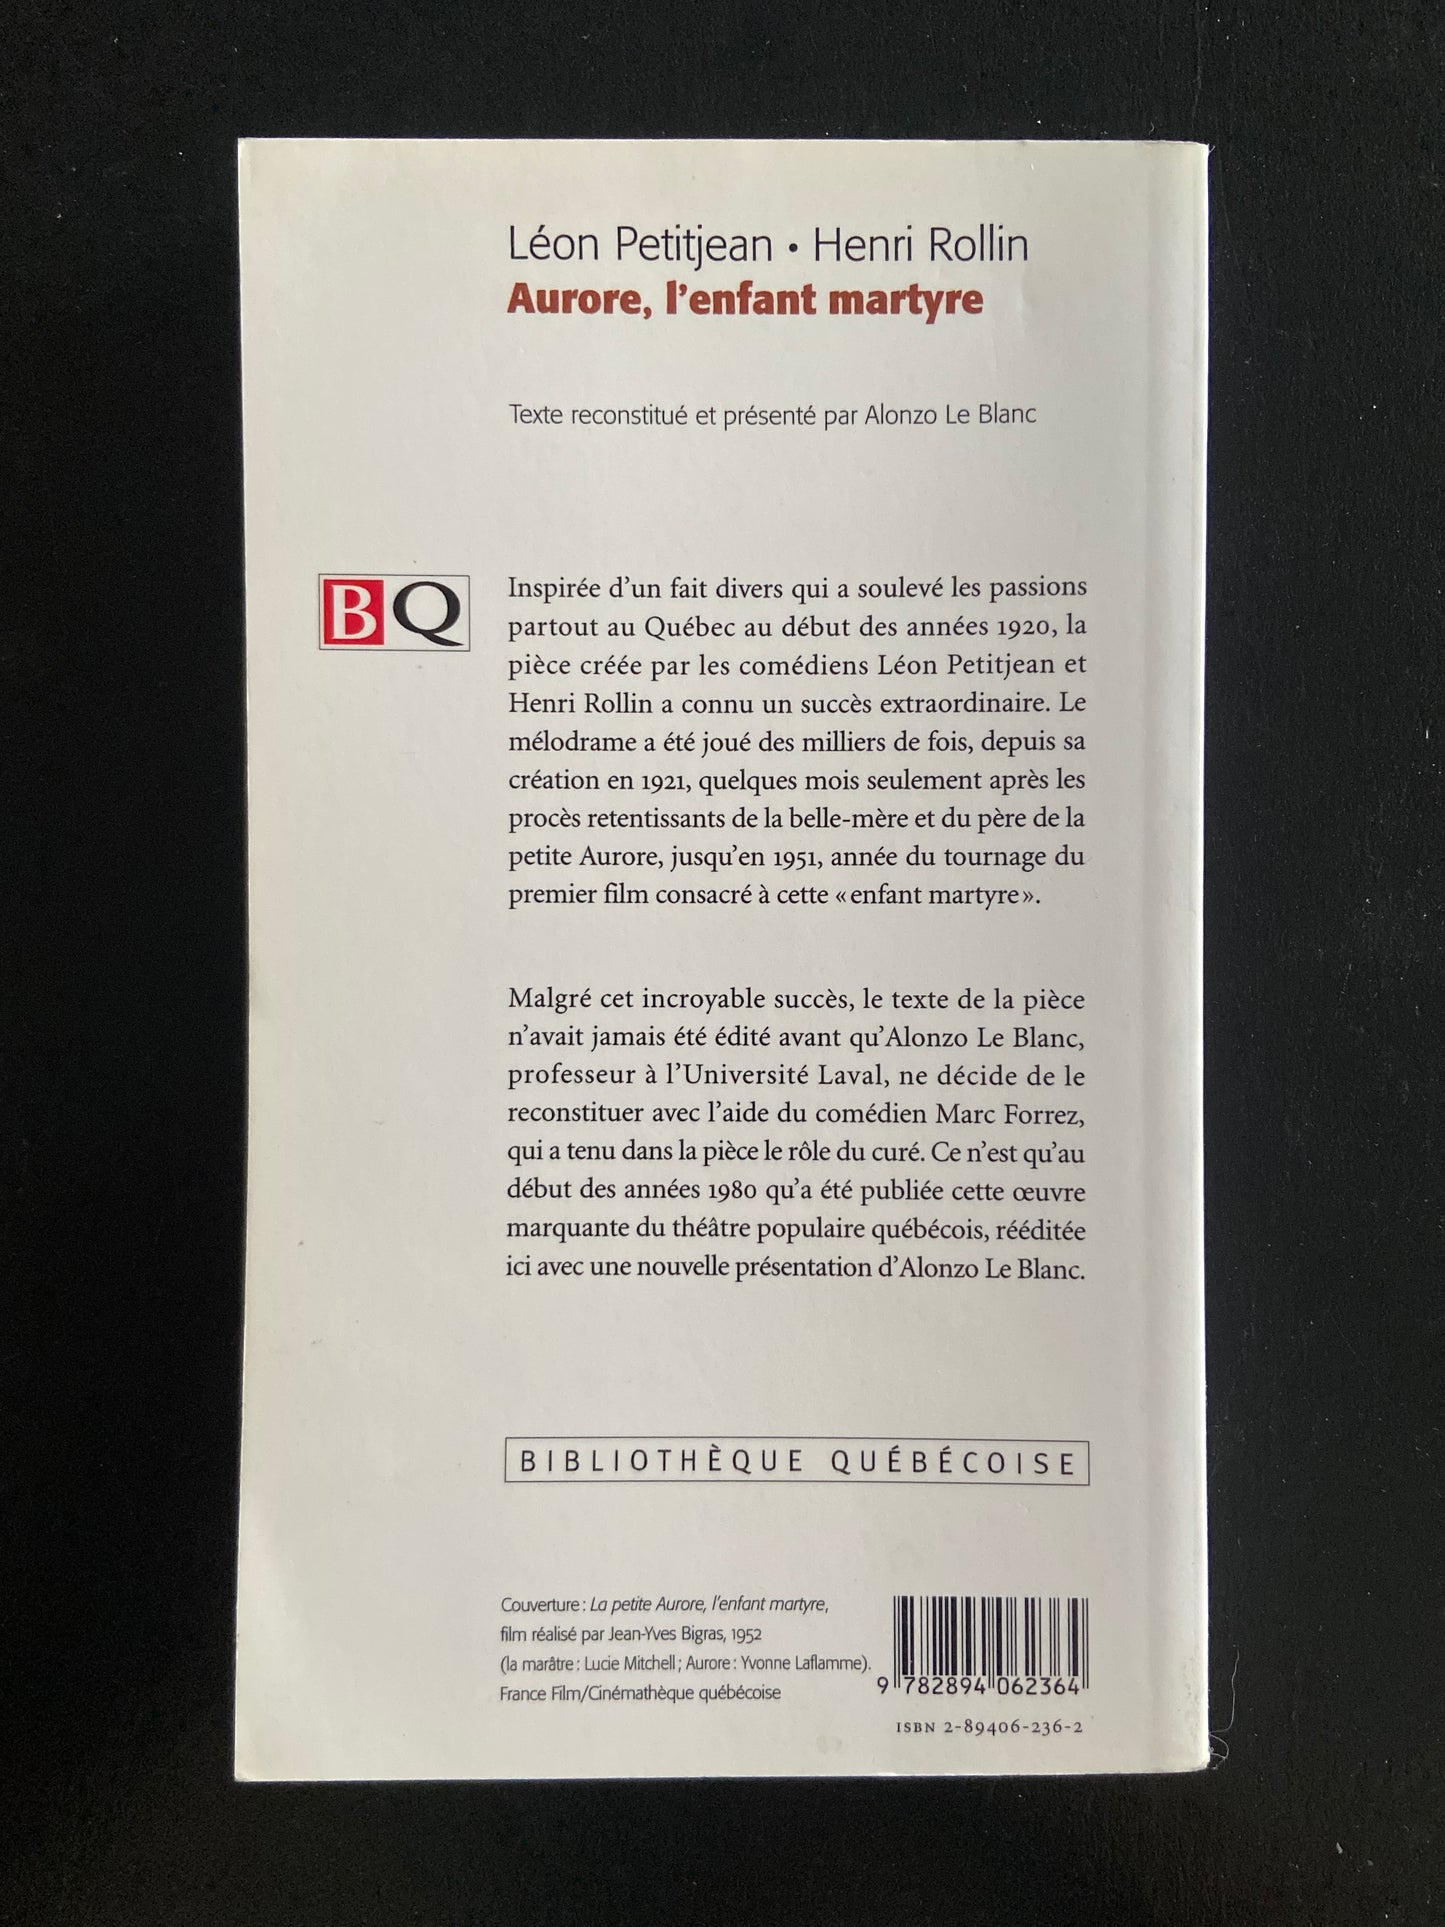 Léon Petitjean • Henri Rollin
Aurore, l'enfant martyre
Texte reconstitué et présenté par Alonzo Le Blanc
BQ
Inspirée d'un fait divers qui a soulevé les passions
partout au Québec au début des années 1920, la
pièce créée par les comédiens Léon Petitjean et
Henri Rollin a connu un succès extraordinaire. Le
mélodrame a été joué des milliers de fois, depuis sa
création en 1921, quelques mois seulement après les
procès retentissants de la belle-mère et du père de la
petite Aurore, jusqu'en 1951, année du tournage du
premier film consacré à cette « enfant martyre ».
Malgré cet incroyable succès, le texte de la pièce
n'avait jamais été édité avant qu'Alonzo Le Blanc,
professeur à l'Université Laval, ne décide de le
reconstituer avec l'aide du comédien Marc Forrez,
qui a tenu dans la pièce le rôle du curé. Ce n'est qu'au
début des années 1980 qu'a été publiée cette œuvre
marquante du théâtre populaire québécois, rééditée
ici avec une nouvelle présentation d'Alonzo Le Blanc.
BIBLIOTHÈQUE QUÉBÉCOISE
Couverture : La petite Aurore, l'enfant martyre,
film réalisé par Jean-Yves Bigras, 1952
(la marâtre : Lucie Mitchell ; Aurore : Yvonne Laflamme).
France Film/Cinémathèque québécoise
9 782894 062364
ISBN 2-89406-236-2